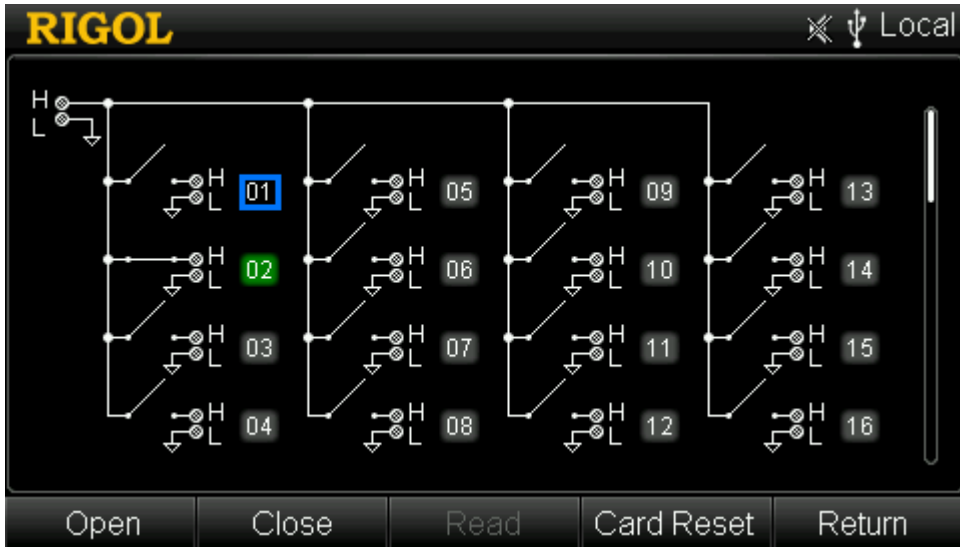 RIGOL Local
H
L
H 01 H 05 H 09 H 13
L L L L
H 02 H 06 H 10 H 14
L L L L
H 03 H 07 H 11 H 15
L L L L
H 04 H 08 H 12 H 16
L L L L
Open Close Read Card Reset Return